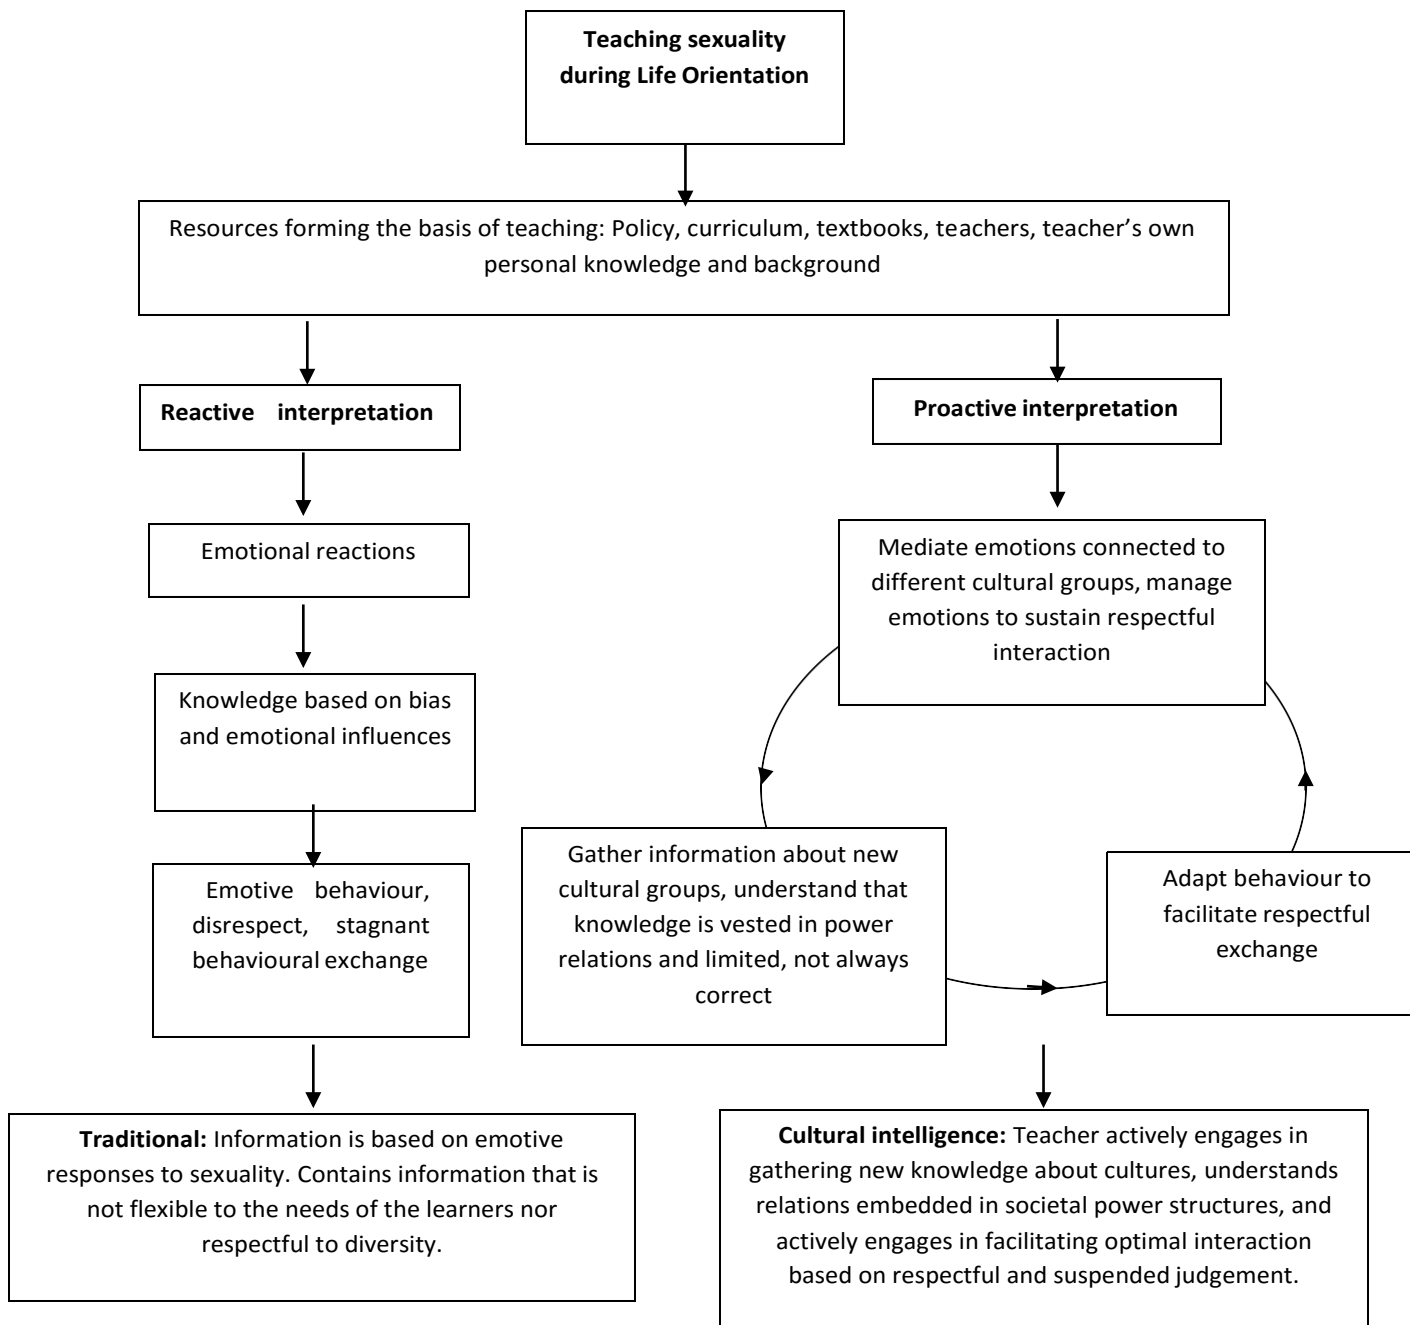 Teaching sexuality
during Life Orientation
Resources forming the basis of teaching: Policy, curriculum, textbooks, teachers, teacher’s own
personal knowledge and background
Reactive interpretation
Proactive interpretation
Emotional reactions
Mediate emotions connected to
different cultural groups, manage
emotions to sustain respectful
interaction
Knowledge based on bias
and emotional influences
Gather information about new
cultural groups, understand that
knowledge is vested in power
relations and limited, not always
correct
Adapt behaviour to
facilitate respectful
exchange
Emotive behaviour,
disrespect, stagnant
behavioural exchange
Traditional: Information is based on emotive
responses to sexuality. Contains information that is
not flexible to the needs of the learners nor
respectful to diversity.
Cultural intelligence: Teacher actively engages in
gathering new knowledge about cultures, understands
relations embedded in societal power structures, and
actively engages in facilitating optimal interaction
based on respectful and suspended judgement.